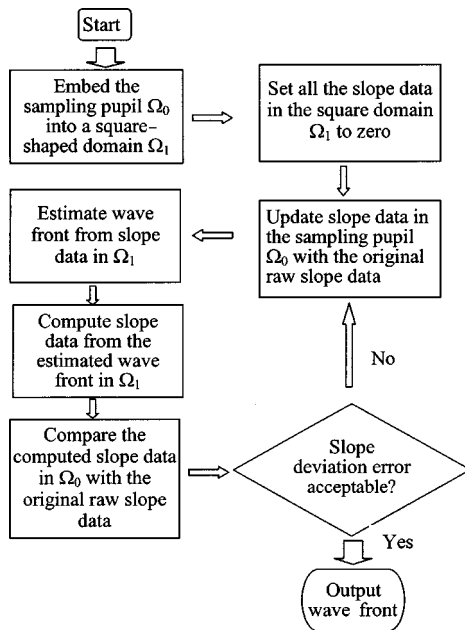 Start
Embed the
sampling pupil Ω₀
into a square–
shaped domain Ω₁
Set all the slope data
in the square domain
Ω₁ to zero
Update slope data in
the sampling pupil
Ω₀ with the original
raw slope data
Estimate wave
front from slope
data in Ω₁
Compute slope
data from the
estimated wave
front in Ω₁
Compare the
computed slope data
in Ω₀ with the
original raw slope
data
Slope
deviation error
acceptable?
No
Yes
Output
wave front